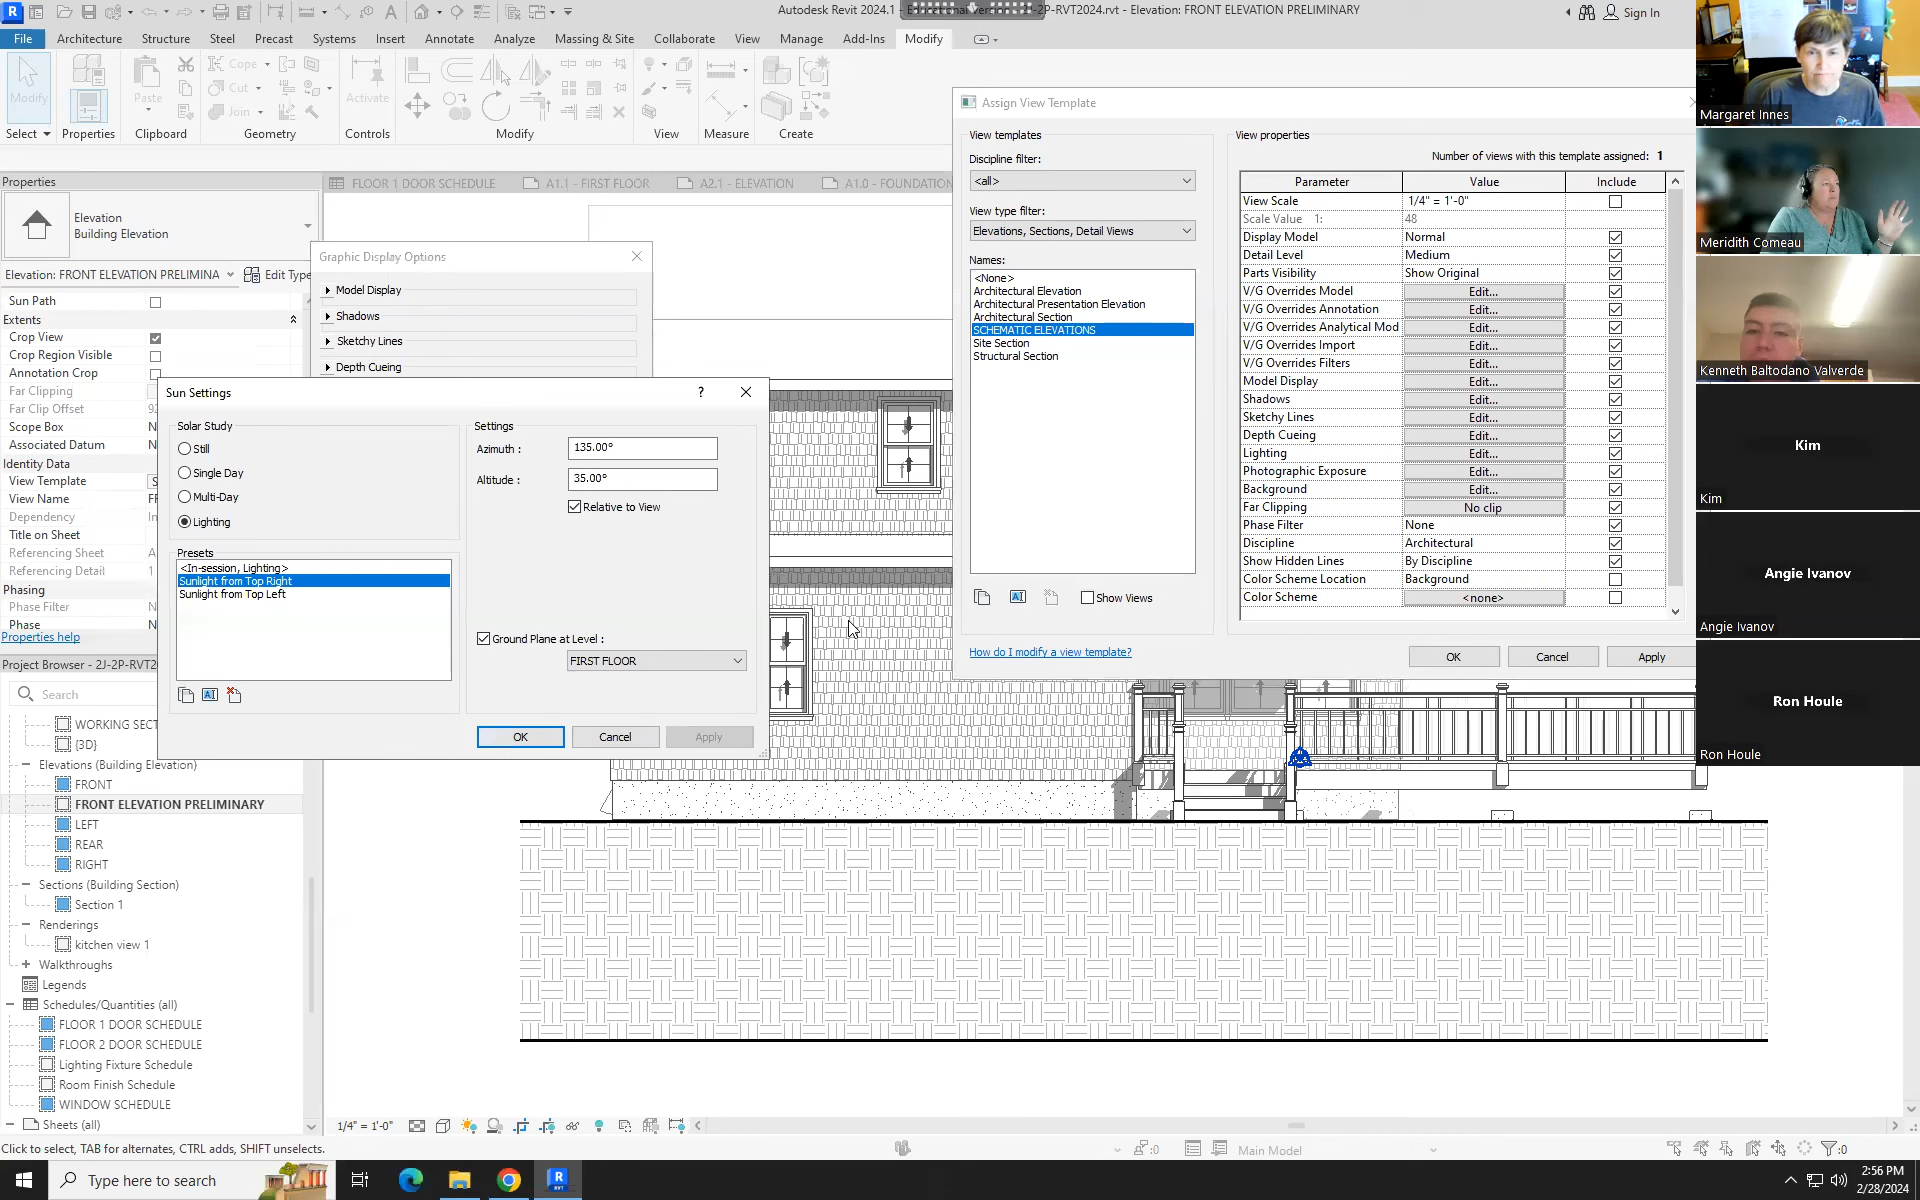 Autodesk Revit 2024.1 -
2J-2P-RVT2024.rvt - Elevation: FRONT ELEVATION PRELIMINARY
Sign In
File Architecture Structure Steel Precast Systems Insert Annotate Analyze Massing & Site Collaborate View Manage Add-Ins Modify
Modify
Paste
Cope
Cut
Join
Activate
Select Properties Clipboard Geometry Controls Modify View Measure Create
Properties
Elevation
Building Elevation
Elevation: FRONT ELEVATION PRELIMINA
Edit Type
Sun Path
Extents
Crop View
Crop Region Visible
Annotation Crop
Far Clipping
Far Clip Offset 92
Scope Box N
Associated Datum N
Identity Data
View Template S
View Name FR
Dependency In
Title on Sheet
Referencing Sheet A
Referencing Detail 1
Phasing
Phase Filter N
Phase N
Properties help
Project Browser - 2J-2P-RVT2
Search
WORKING SECT
{3D}
Elevations (Building Elevation)
FRONT
FRONT ELEVATION PRELIMINARY
LEFT
REAR
RIGHT
Sections (Building Section)
Section 1
Renderings
kitchen view 1
Walkthroughs
Legends
Schedules/Quantities (all)
FLOOR 1 DOOR SCHEDULE
FLOOR 2 DOOR SCHEDULE
Lighting Fixture Schedule
Room Finish Schedule
WINDOW SCHEDULE
Sheets (all)
FLOOR 1 DOOR SCHEDULE
A1.1 - FIRST FLOOR
A2.1 - ELEVATION
A1.0 - FOUNDATION
Graphic Display Options
Model Display
Shadows
Sketchy Lines
Depth Cueing
Sun Settings
?
Solar Study
Still
Single Day
Multi-Day
Lighting
Presets
<In-session, Lighting>
Sunlight from Top Right
Sunlight from Top Left
Settings
Azimuth : 135.00°
Altitude : 35.00°
Relative to View
Ground Plane at Level :
FIRST FLOOR
OK Cancel Apply
Assign View Template
View templates
Discipline filter:
<all>
View type filter:
Elevations, Sections, Detail Views
Names:
<None>
Architectural Elevation
Architectural Presentation Elevation
Architectural Section
SCHEMATIC ELEVATIONS
Site Section
Structural Section
Show Views
How do I modify a view template?
View properties
Number of views with this template assigned: 1
Parameter Value Include
View Scale 1/4" = 1'-0"
Scale Value 1: 48
Display Model Normal
Detail Level Medium
Parts Visibility Show Original
V/G Overrides Model Edit...
V/G Overrides Annotation Edit...
V/G Overrides Analytical Mod Edit...
V/G Overrides Import Edit...
V/G Overrides Filters Edit...
Model Display Edit...
Shadows Edit...
Sketchy Lines Edit...
Depth Cueing Edit...
Lighting Edit...
Photographic Exposure Edit...
Background Edit...
Far Clipping No clip
Phase Filter None
Discipline Architectural
Show Hidden Lines By Discipline
Color Scheme Location Background
Color Scheme <none>
OK Cancel Apply
Margaret Innes
Meridith Comeau
Kenneth Baltodano Valverde
Kim
Kim
Angie Ivanov
Angie Ivanov
Ron Houle
Ron Houle
1/4" = 1'-0"
Click to select, TAB for alternates, CTRL adds, SHIFT unselects.
:0
Main Model
:0
Type here to search
2:56 PM
2/28/2024